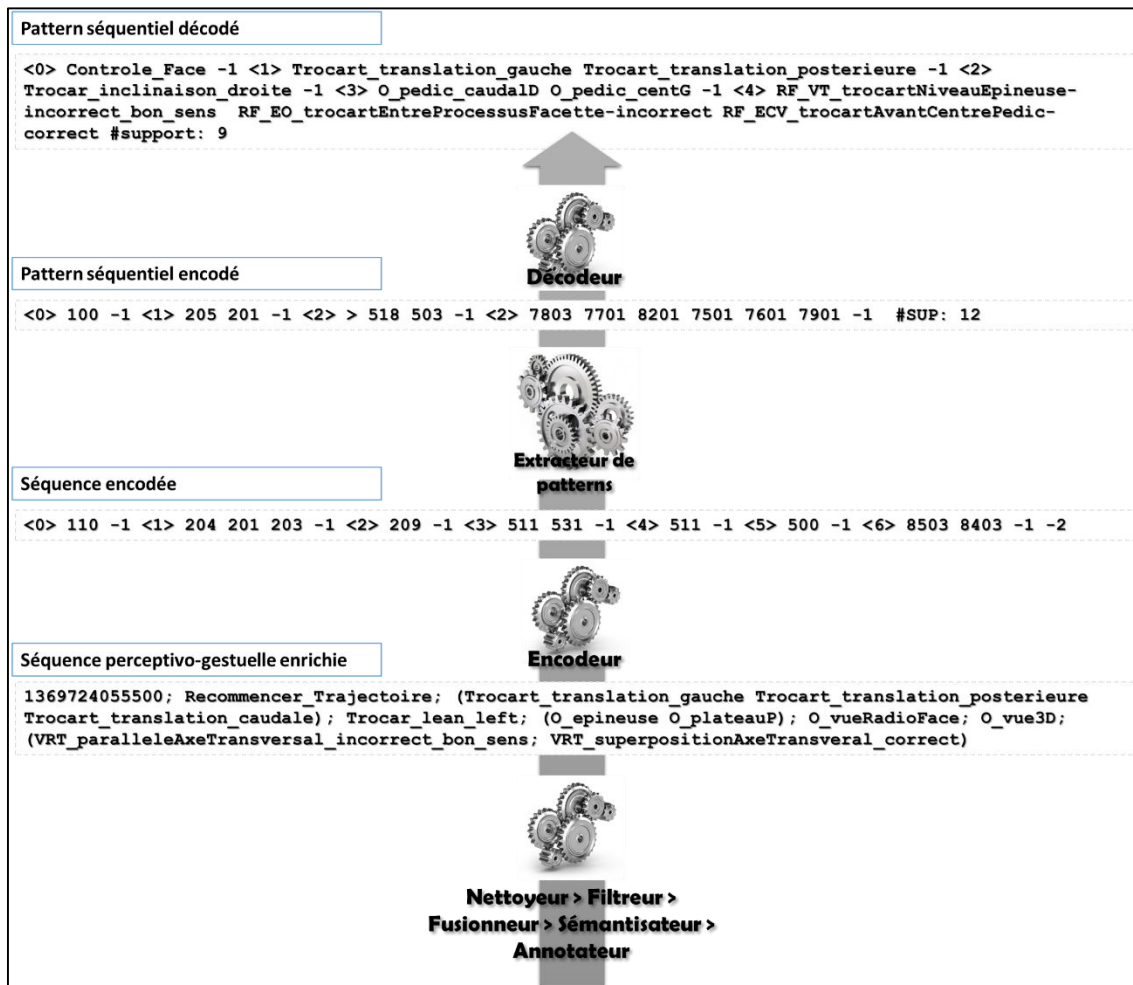 Pattern séquentiel décodé
<0> Controle_Face -1 <1> Trocart_translation_gauche Trocart_translation_posterieure -1 <2>
Trocar_inclinaison_droite -1 <3> O_pedic_caudalD O_pedic_centG -1 <4> RF_VT_trocartNiveauEpineuse-
incorrect_bon_sens RF_EO_trocartEntreProcessusFacette-incorrect RF_ECV_trocartAvantCentrePedic-
correct #support: 9
Décodeur
Pattern séquentiel encodé
<0> 100 -1 <1> 205 201 -1 <2> > 518 503 -1 <2> 7803 7701 8201 7501 7601 7901 -1 #SUP: 12
Extracteur de
patterns
Séquence encodée
<0> 110 -1 <1> 204 201 203 -1 <2> 209 -1 <3> 511 531 -1 <4> 511 -1 <5> 500 -1 <6> 8503 8403 -1 -2
Encodeur
Séquence perceptivo-gestuelle enrichie
1369724055500; Recommencer_Trajectoire; (Trocart_translation_gauche Trocart_translation_posterieure
Trocart_translation_caudale); Trocar_lean_left; (O_epineuse O_plateauP); O_vueRadioFace; O_vue3D;
(VRT_paralleleAxeTransversal_incorrect_bon_sens; VRT_superpositionAxeTransveral_correct)
Nettoyeur > Filtreur >
Fusionneur > Sémantisateur >
Annotateur